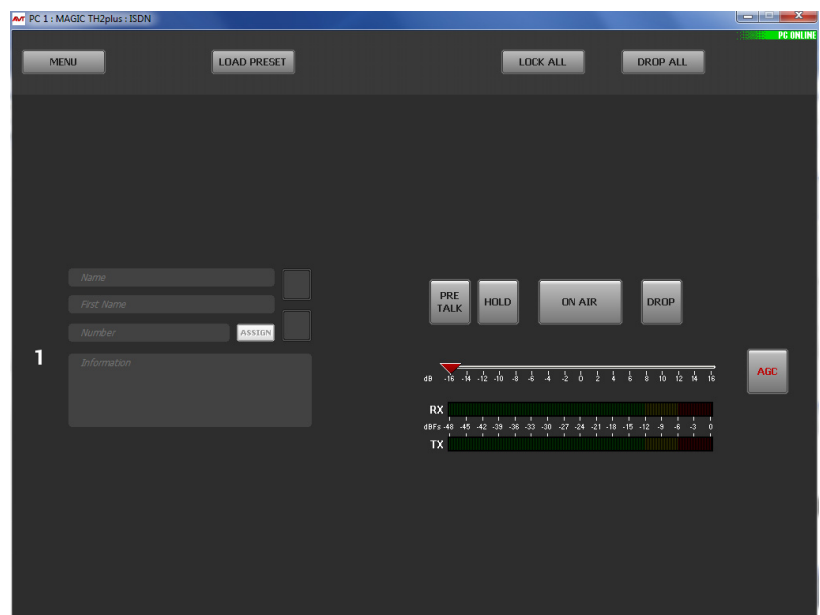 AVT PC 1 : MAGIC TH2plus : ISDN
PC ONLINE
MENU
LOAD PRESET
LOCK ALL
DROP ALL
Name
First Name
Number
ASSIGN
Information
1
PRE
TALK
HOLD
ON AIR
DROP
dB -16 -14 -12 -10 -8 -6 -4 -2 0 2 4 6 8 10 12 14 16
AGC
RX
dBFs -48 -45 -42 -39 -36 -33 -30 -27 -24 -21 -18 -15 -12 -9 -6 -3 0
TX